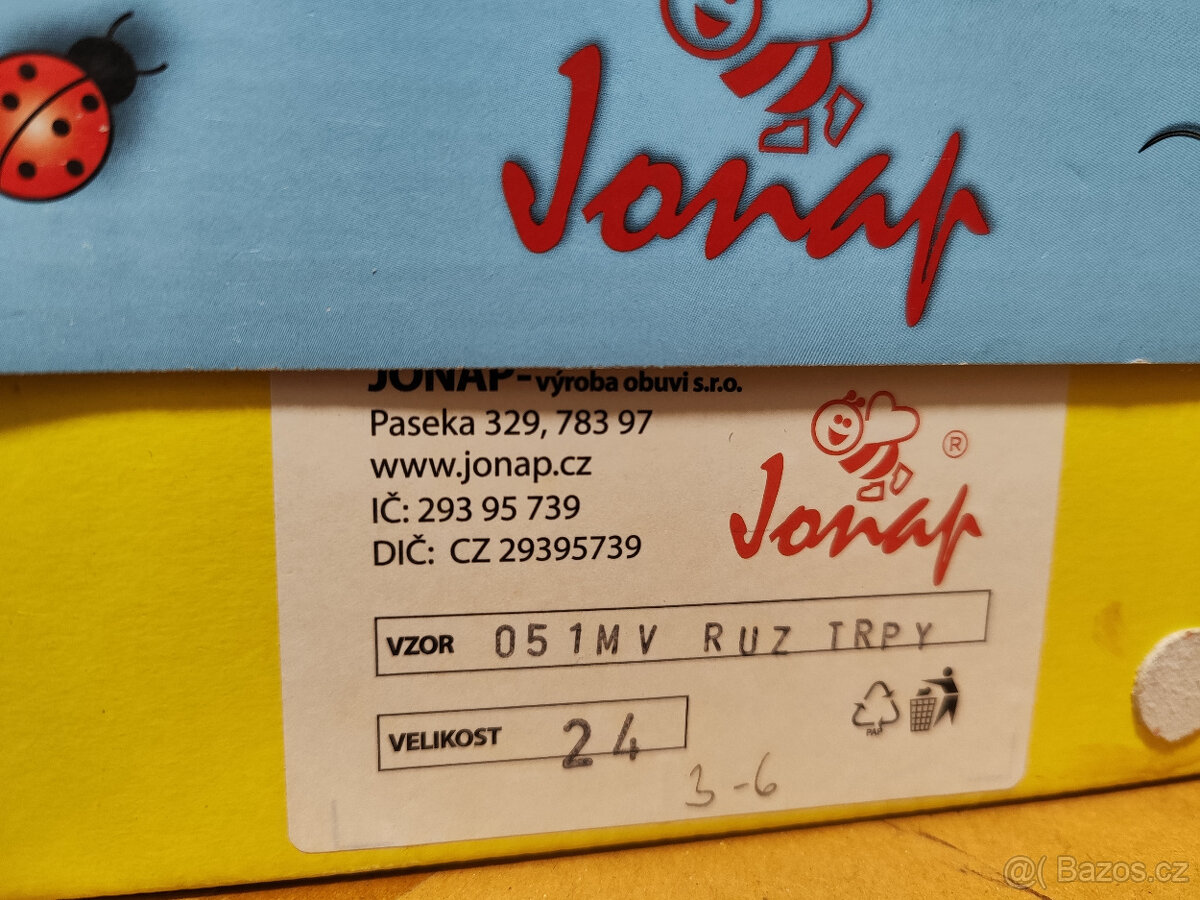 Jonap
JONAP-výroba obuvi s.r.o.
Paseka 329, 783 97
www.jonap.cz
IČ: 293 95 739
DIČ: CZ 29395739
Jonap ®
VZOR 051MV RUZ TRPY
PAP
VELIKOST 24
3-6
@( Bazos.cz